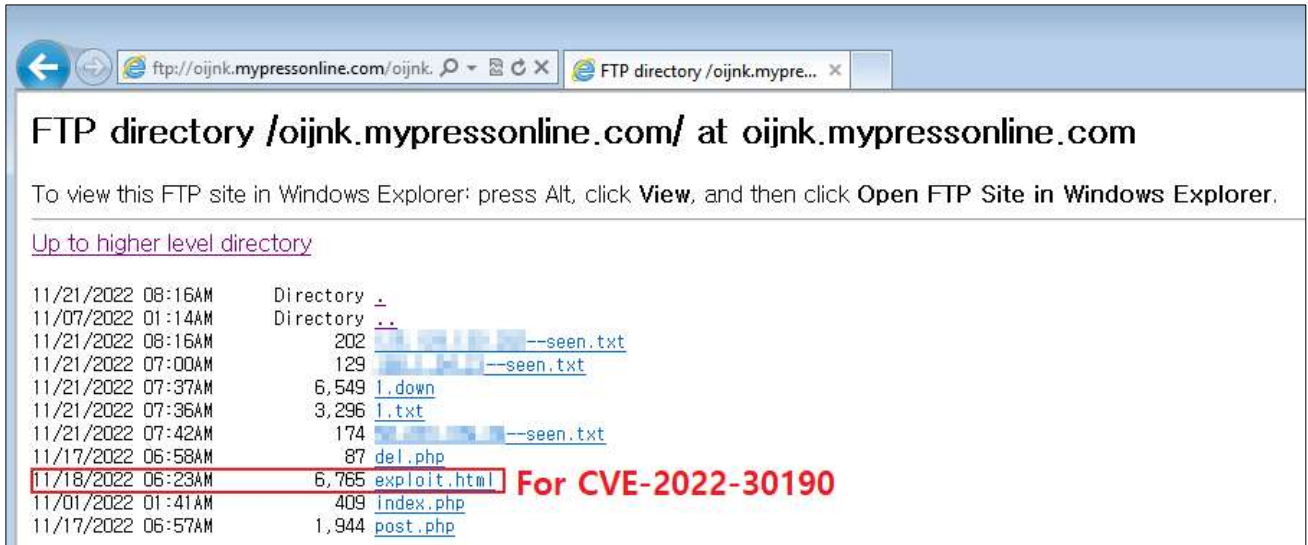 ftp://oijnk.mypressonline.com/oijnk.
FTP directory /oijnk.mypre...
FTP directory /oijnk.mypressonline.com/ at oijnk.mypressonline.com
To view this FTP site in Windows Explorer: press Alt, click View, and then click Open FTP Site in Windows Explorer.
Up to higher level directory
11/21/2022 08:16AM Directory .
11/07/2022 01:14AM Directory ..
11/21/2022 08:16AM 202 --seen.txt
11/21/2022 07:00AM 129 --seen.txt
11/21/2022 07:37AM 6,549 1.down
11/21/2022 07:36AM 3,296 1.txt
11/21/2022 07:42AM 174 --seen.txt
11/17/2022 06:58AM 87 del.php
11/18/2022 06:23AM 6,765 exploit.html For CVE-2022-30190
11/01/2022 01:41AM 409 index.php
11/17/2022 06:57AM 1,944 post.php